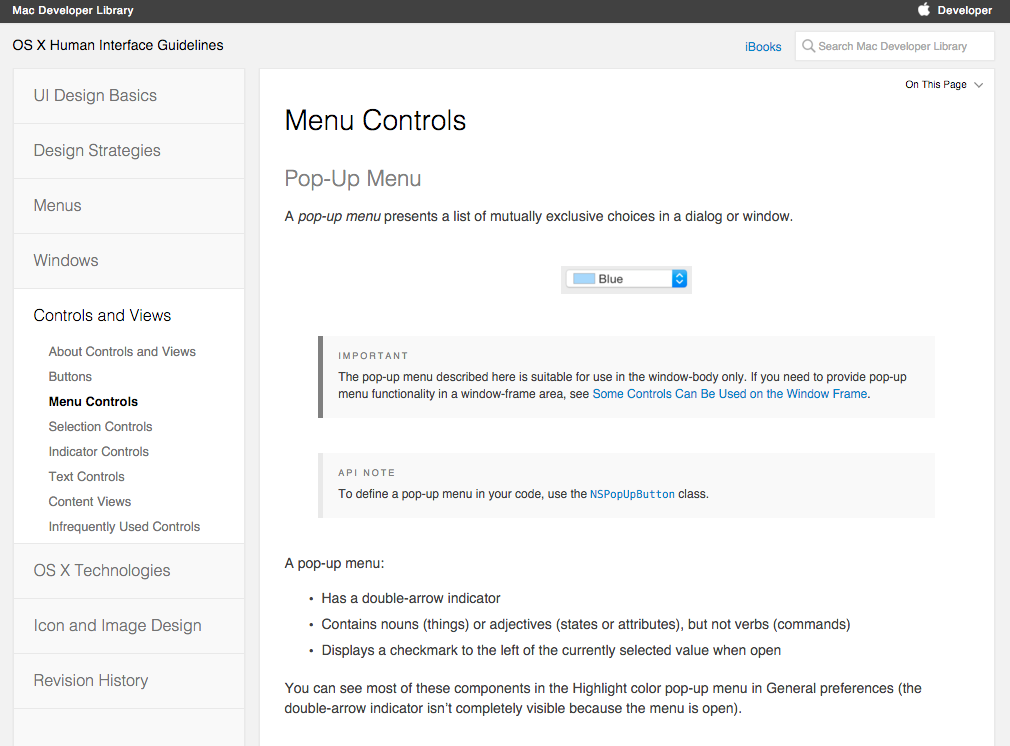 Mac Developer Library
Developer
OS X Human Interface Guidelines
iBooks
Search Mac Developer Library
UI Design Basics
Design Strategies
Menus
Windows
Controls and Views
About Controls and Views
Buttons
Menu Controls
Selection Controls
Indicator Controls
Text Controls
Content Views
Infrequently Used Controls
OS X Technologies
Icon and Image Design
Revision History
On This Page
Menu Controls
Pop-Up Menu
A pop-up menu presents a list of mutually exclusive choices in a dialog or window.
Blue
IMPORTANT
The pop-up menu described here is suitable for use in the window-body only. If you need to provide pop-up
menu functionality in a window-frame area, see Some Controls Can Be Used on the Window Frame.
API NOTE
To define a pop-up menu in your code, use the NSPopUpButton class.
A pop-up menu:
• Has a double-arrow indicator
• Contains nouns (things) or adjectives (states or attributes), but not verbs (commands)
• Displays a checkmark to the left of the currently selected value when open
You can see most of these components in the Highlight color pop-up menu in General preferences (the
double-arrow indicator isn’t completely visible because the menu is open).